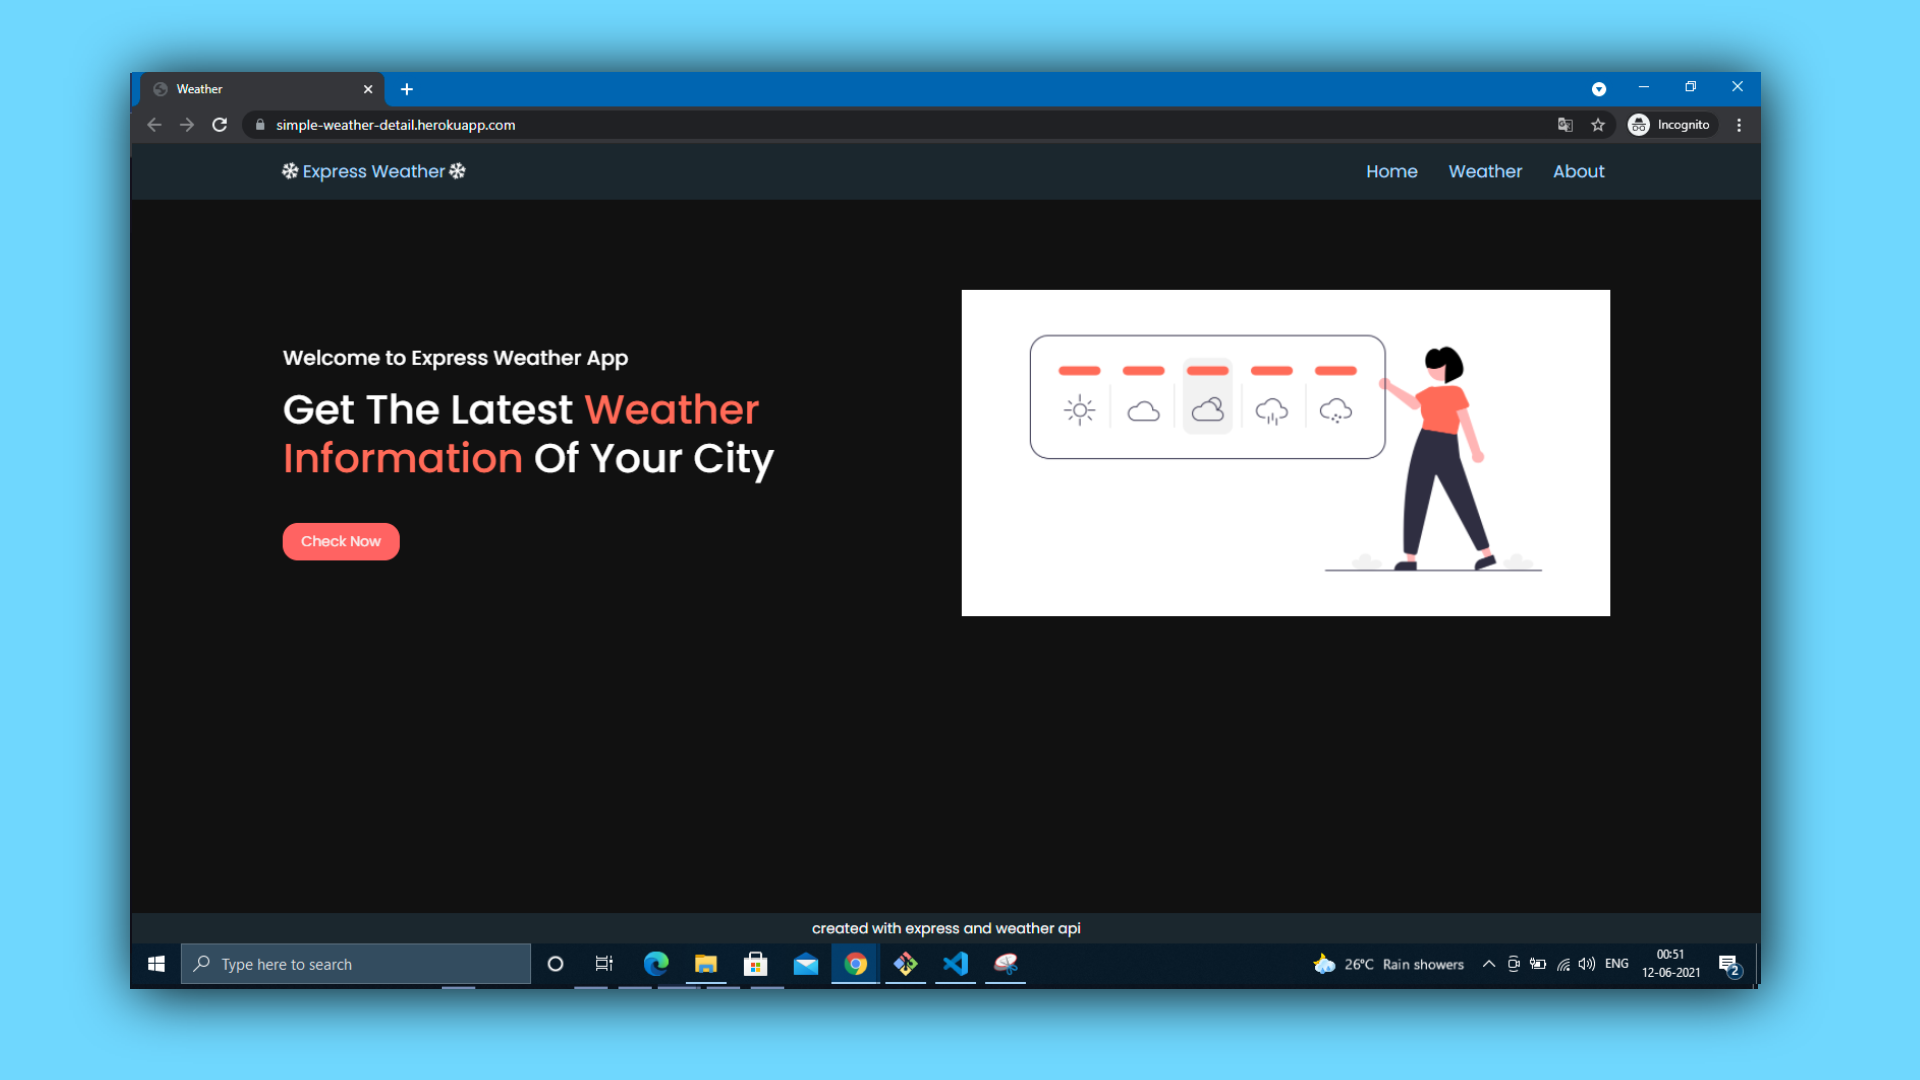 Weather
simple-weather-detail.herokuapp.com
Incognito
Express Weather
Home Weather About
Welcome to Express Weather App
Get The Latest Weather
Information Of Your City
Check Now
created with express and weather api
Type here to search
26°C Rain showers
ENG
00:51
12-06-2021
2